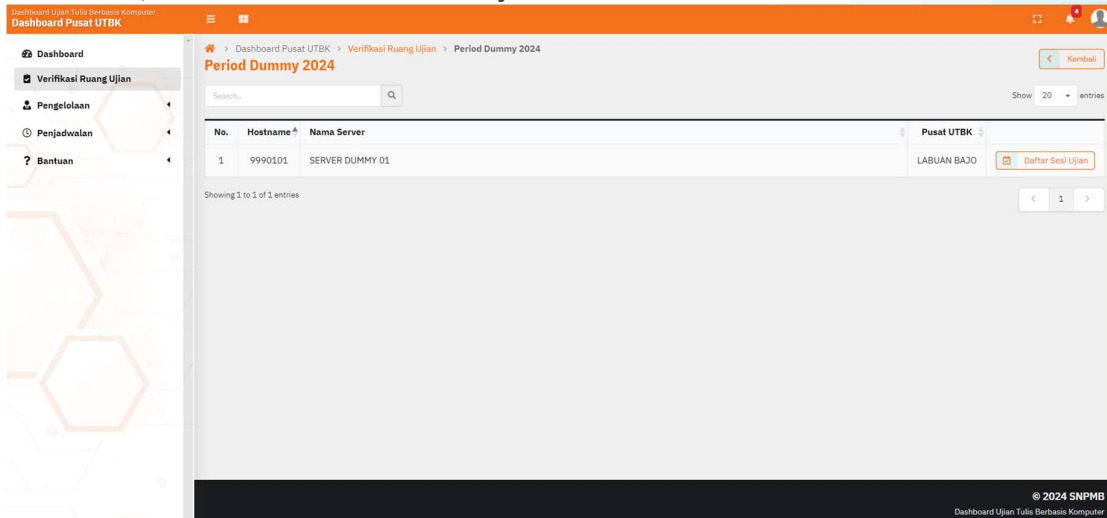 Dashboard Ujian Tulis Berbasis Komputer
Dashboard Pusat UTBK
4
Dashboard
Verifikasi Ruang Ujian
Pengelolaan
Penjadwalan
Bantuan
Dashboard Pusat UTBK > Verifikasi Ruang Ujian > Period Dummy 2024
Period Dummy 2024
Kembali
Search..
Show 20 entries
No. Hostname Nama Server Pusat UTBK
1 9990101 SERVER DUMMY 01 LABUAN BAJO Daftar Sesi Ujian
Showing 1 to 1 of 1 entries
< 1 >
© 2024 SNPMB
Dashboard Ujian Tulis Berbasis Komputer